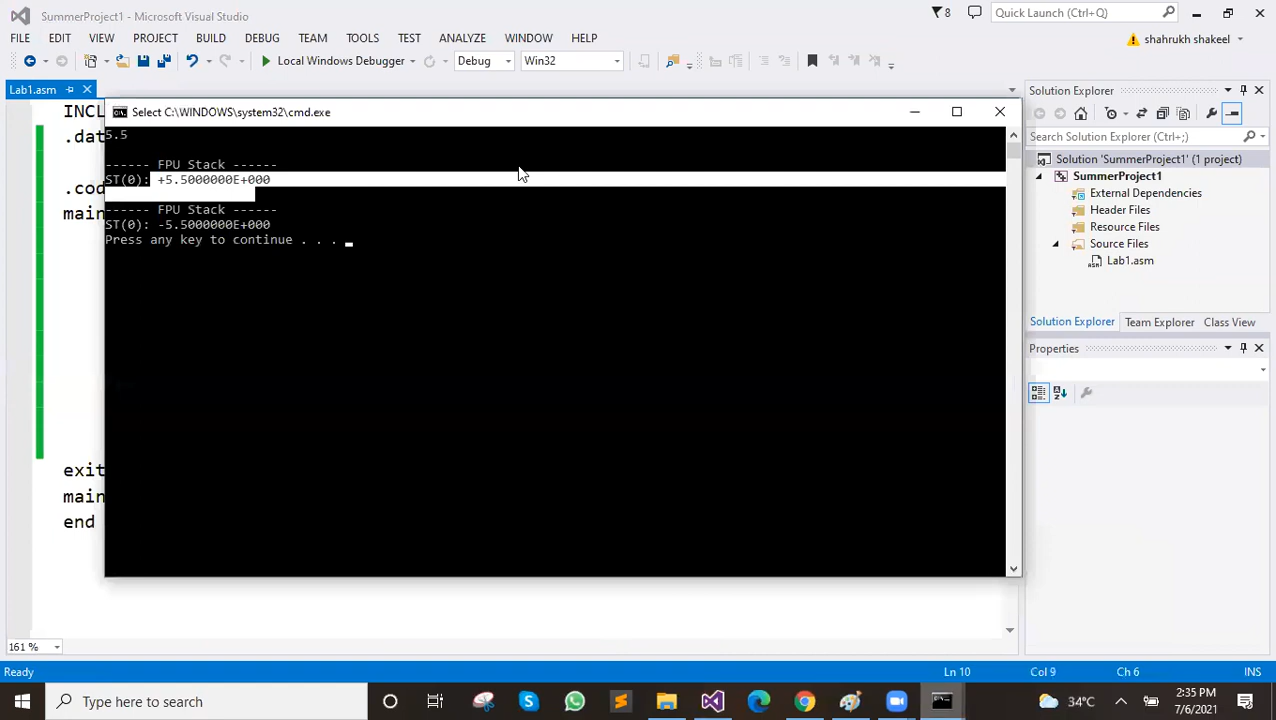 SummerProject1 - Microsoft Visual Studio
8
Quick Launch (Ctrl+Q)
FILE EDIT VIEW PROJECT BUILD DEBUG TEAM TOOLS TEST ANALYZE WINDOW HELP
shahrukh shakeel
Local Windows Debugger Debug Win32
Lab1.asm
INCL
.dat
.cod
main
exit
main
end
Select C:\WINDOWS\system32\cmd.exe
5.5
------ FPU Stack ------
ST(0): +5.5000000E+000
------ FPU Stack ------
ST(0): -5.5000000E+000
Press any key to continue . . .
Solution Explorer
Search Solution Explorer (Ctrl+;)
Solution 'SummerProject1' (1 project)
SummerProject1
External Dependencies
Header Files
Resource Files
Source Files
Lab1.asm
Solution Explorer Team Explorer Class View
Properties
161 %
Ready Ln 10 Col 9 Ch 6 INS
Type here to search
34°C
2:35 PM
7/6/2021